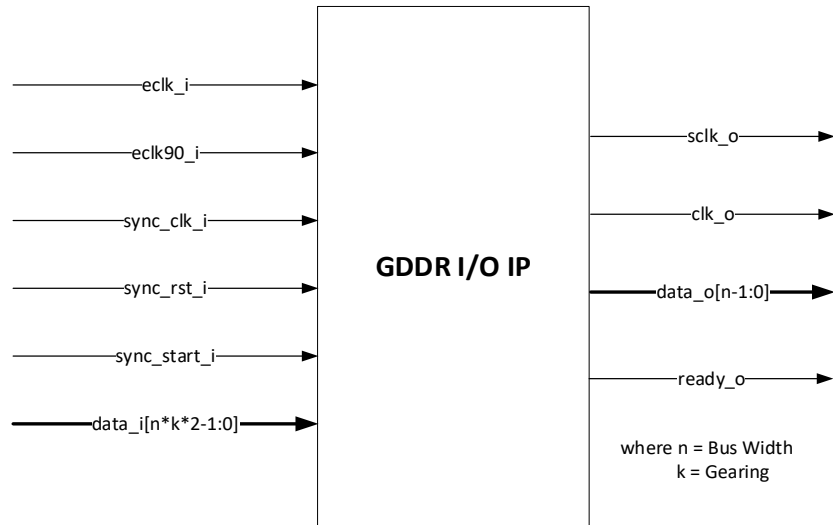 eclk_i
eclk90_i
sync_clk_i
sync_rst_i
sync_start_i
data_i[n*k*2-1:0]
GDDR I/O IP
sclk_o
clk_o
data_o[n-1:0]
ready_o
where n = Bus Width
k = Gearing